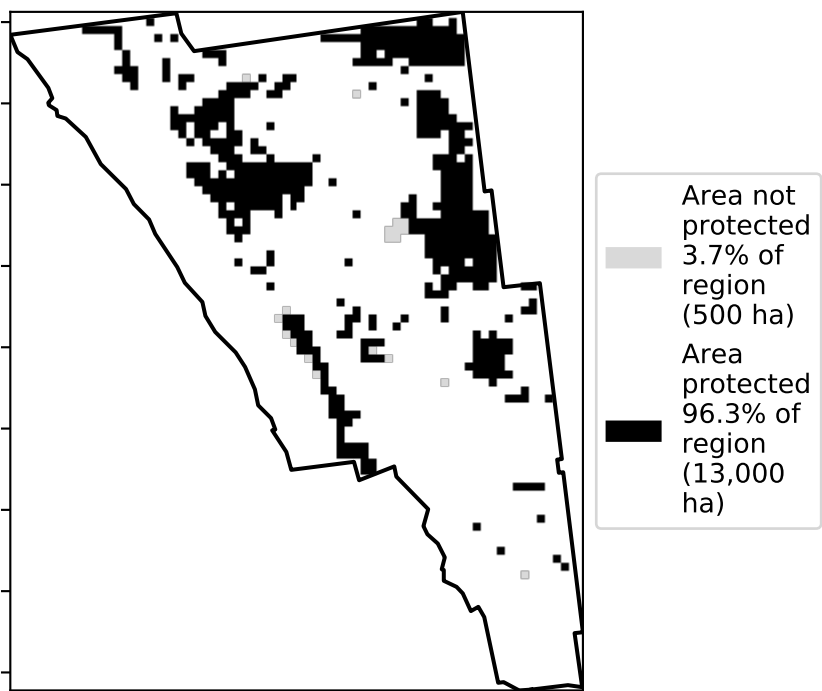 Area not
protected
3.7% of
region
(500 ha)
Area
protected
96.3% of
region
(13,000
ha)